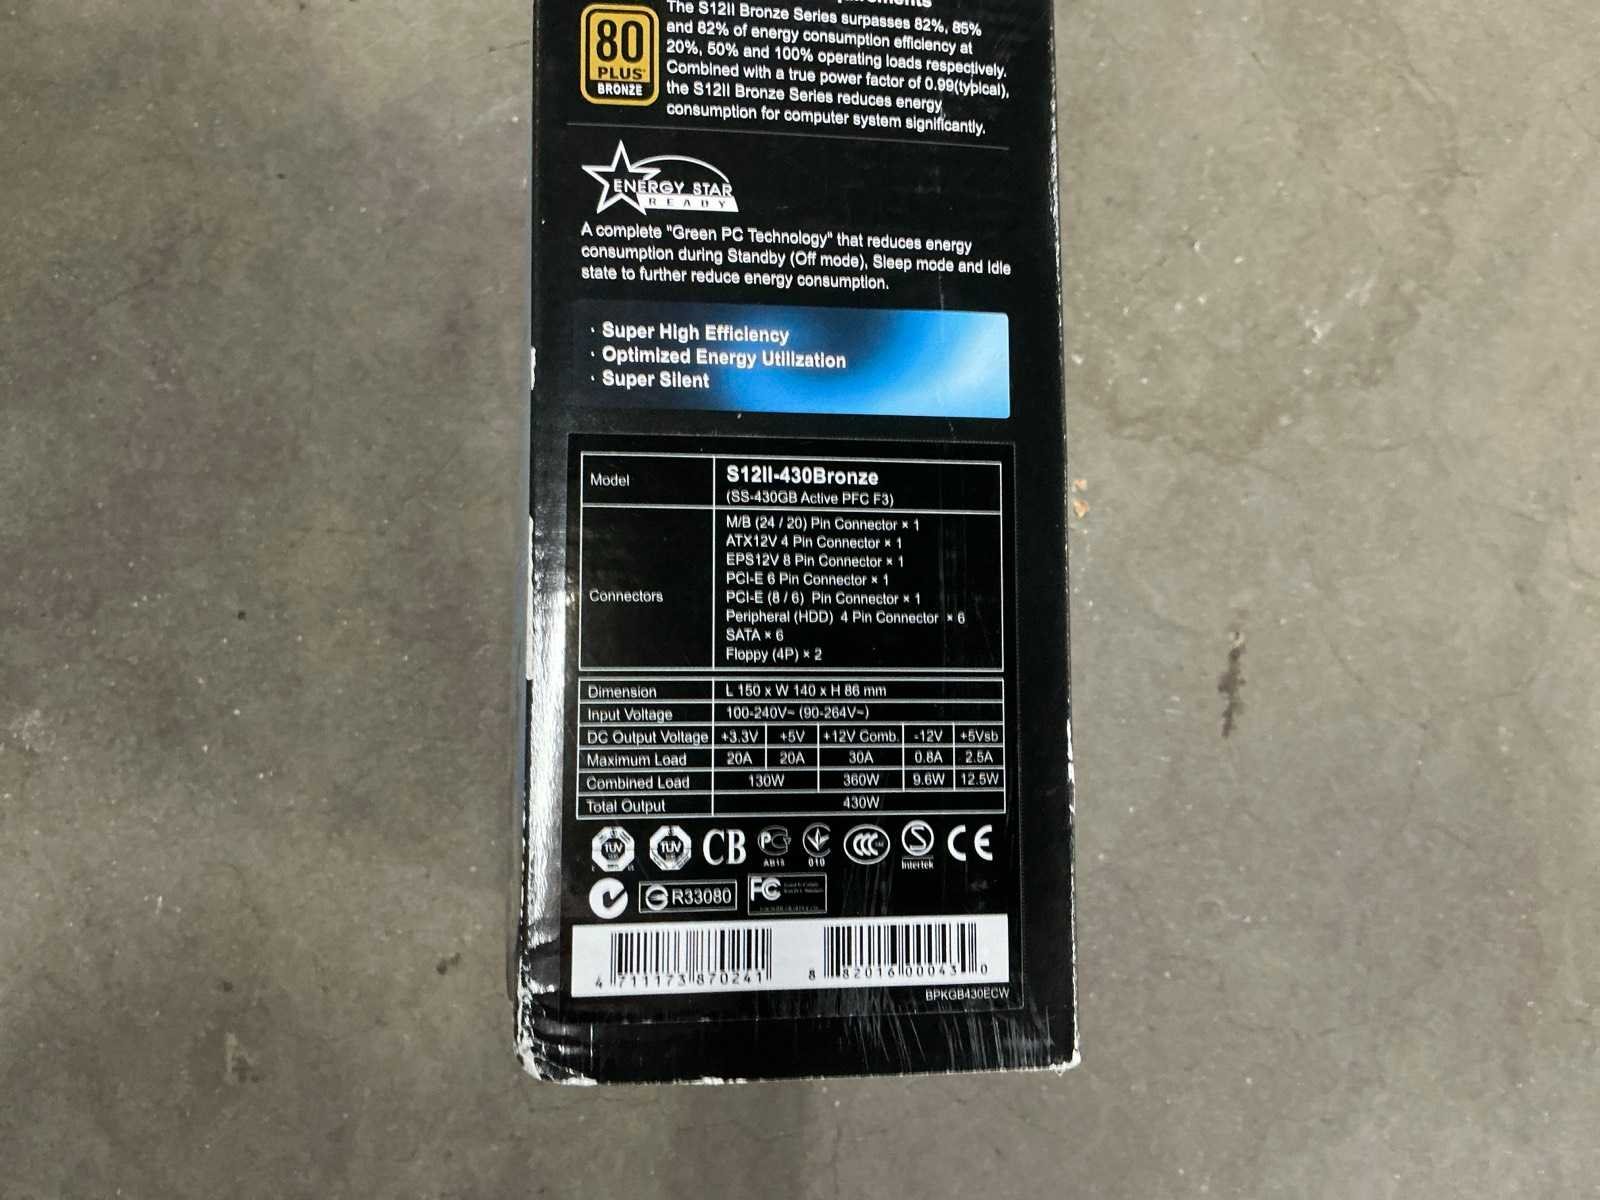 The S12II Bronze Series surpasses 82%, 85%
and 82% of energy consumption efficiency at
20%, 50% and 100% operating loads respectively.
Combined with a true power factor of 0.99(typical),
the S12II Bronze Series reduces energy
consumption for computer system significantly.
80
PLUS
BRONZE
ENERGY STAR
READY
A complete "Green PC Technology" that reduces energy
consumption during Standby (Off mode), Sleep mode and Idle
state to further reduce energy consumption.
· Super High Efficiency
· Optimized Energy Utilization
· Super Silent
Model S12II-430Bronze
(SS-430GB Active PFC F3)
Connectors
M/B (24 / 20) Pin Connector × 1
ATX12V 4 Pin Connector × 1
EPS12V 8 Pin Connector × 1
PCI-E 6 Pin Connector × 1
PCI-E (8 / 6) Pin Connector × 1
Peripheral (HDD) 4 Pin Connector × 6
SATA × 6
Floppy (4P) × 2
Dimension L 150 x W 140 x H 86 mm
Input Voltage 100-240V~ (90-264V~)
DC Output Voltage +3.3V +5V +12V Comb. -12V +5Vsb
Maximum Load 20A 20A 30A 0.8A 2.5A
Combined Load 130W 360W 9.6W 12.5W
Total Output 430W
TUV TUV CB PC CCC S CE
AB15 010 Intertek
R33080 FC
4 711173 870241 8 82016 00043 0
BPKGB430ECW